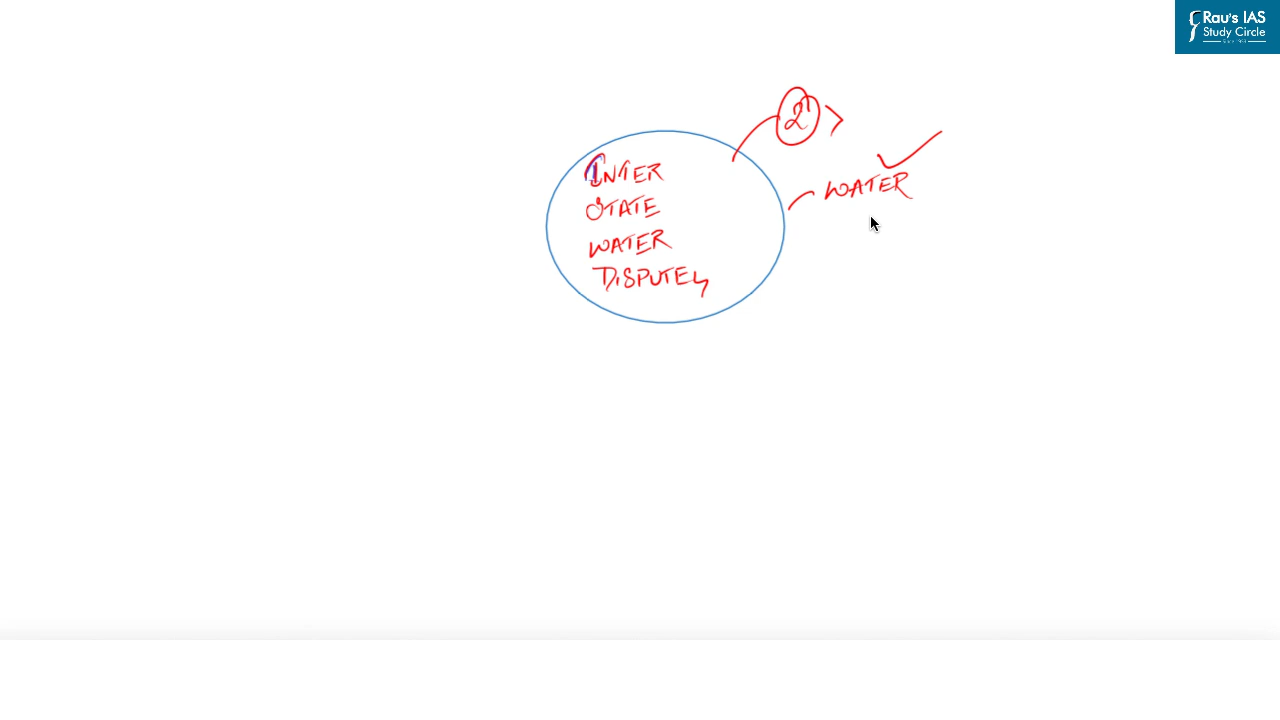 Rau's IAS
Study Circle
2
INTER
STATE
WATER
DISPUTES
WATER